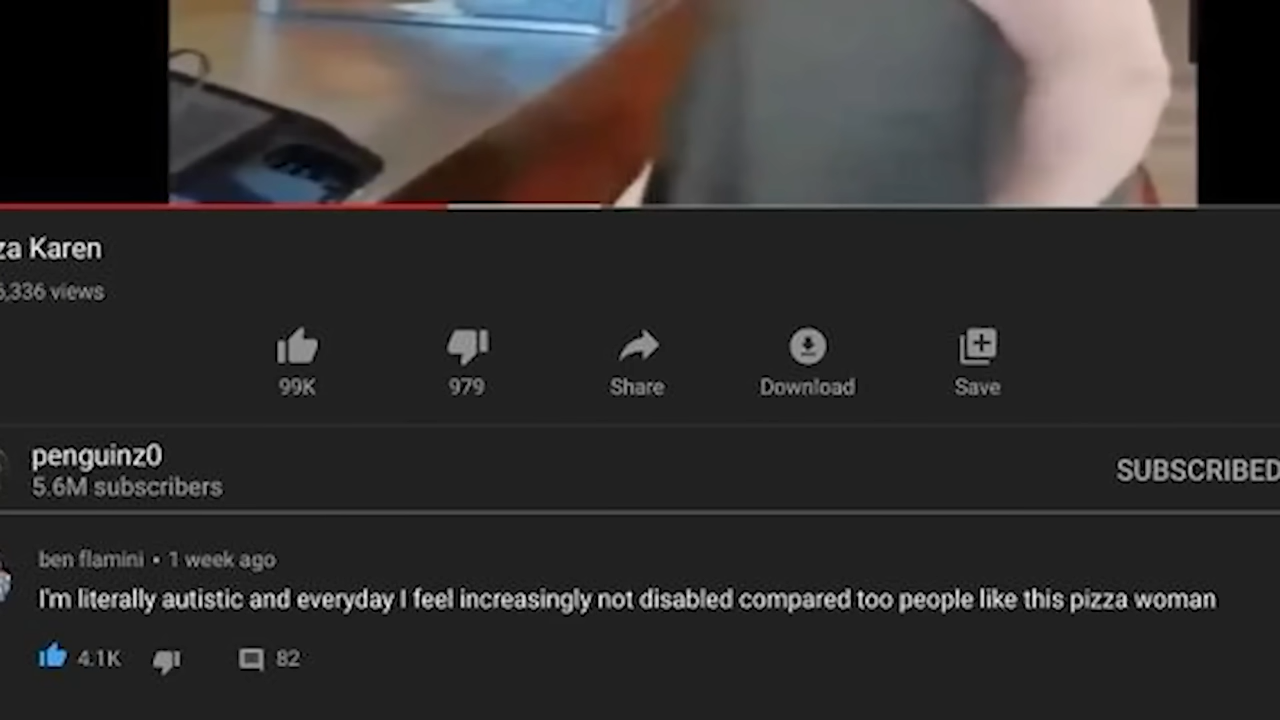 za Karen
6,336 views
99K
979
Share
Download
Save
penguinz0
5.6M subscribers
SUBSCRIBED
ben flamini • 1 week ago
I'm literally autistic and everyday I feel increasingly not disabled compared too people like this pizza woman
4.1K
82